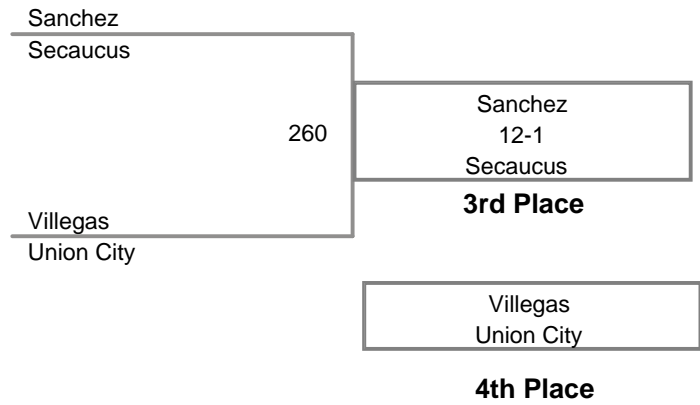 Sanchez
Secaucus
260
Sanchez
12-1
Secaucus
3rd Place
Villegas
Union City
Villegas
Union City
4th Place